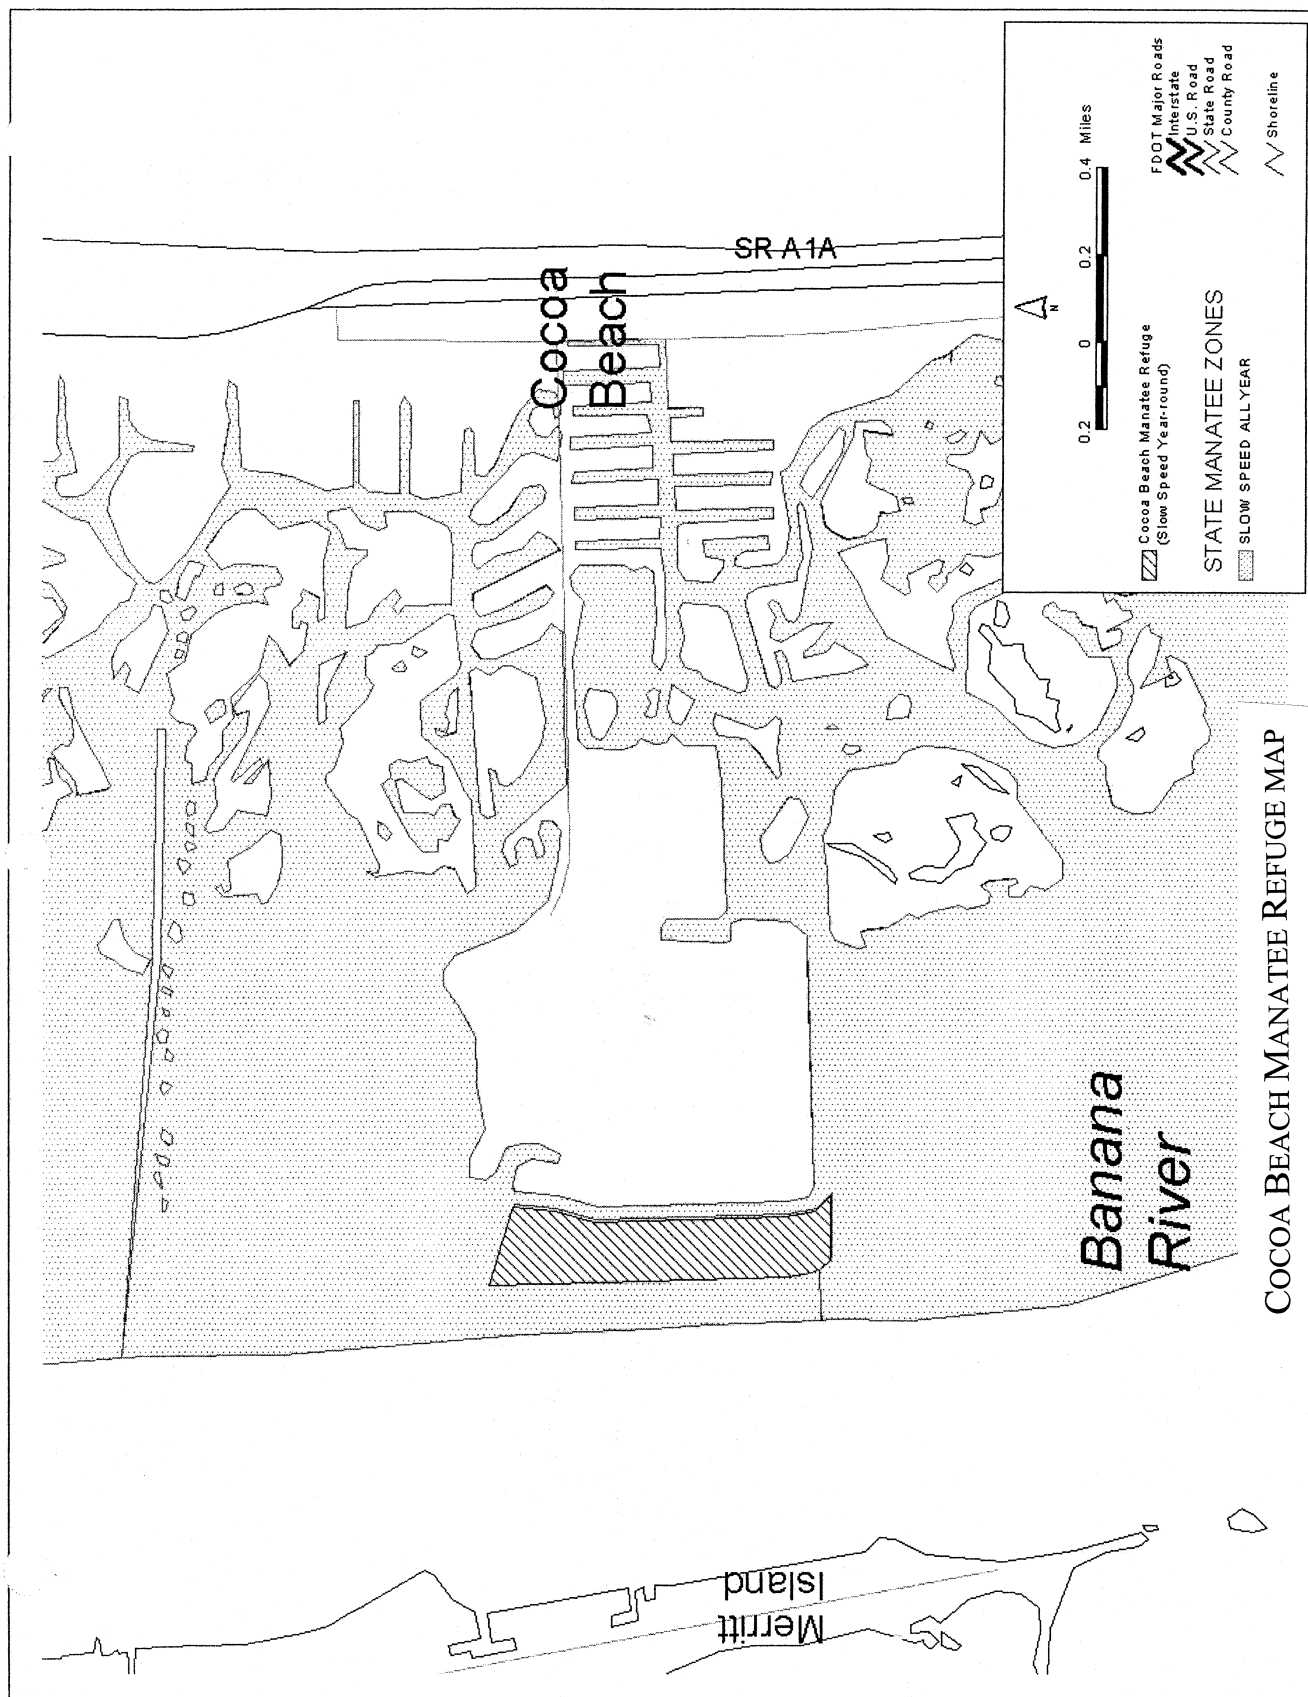 Cocoa
Beach
SR A1A
Banana
River
Merritt
Island
0.2 0 0.2 0.4 Miles
N
Cocoa Beach Manatee Refuge
(Slow Speed Year-round)
STATE MANATEE ZONES
SLOW SPEED ALLYEAR
FDOT Major Roads
Interstate
U.S. Road
State Road
County Road
Shoreline
COCOA BEACH MANATEE REFUGE MAP